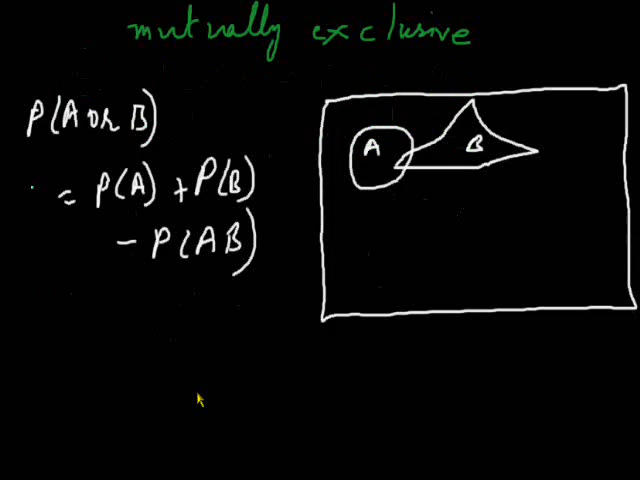 mutually exclusive
P(A or B)
= P(A) + P(B)
- P(AB)
A
B